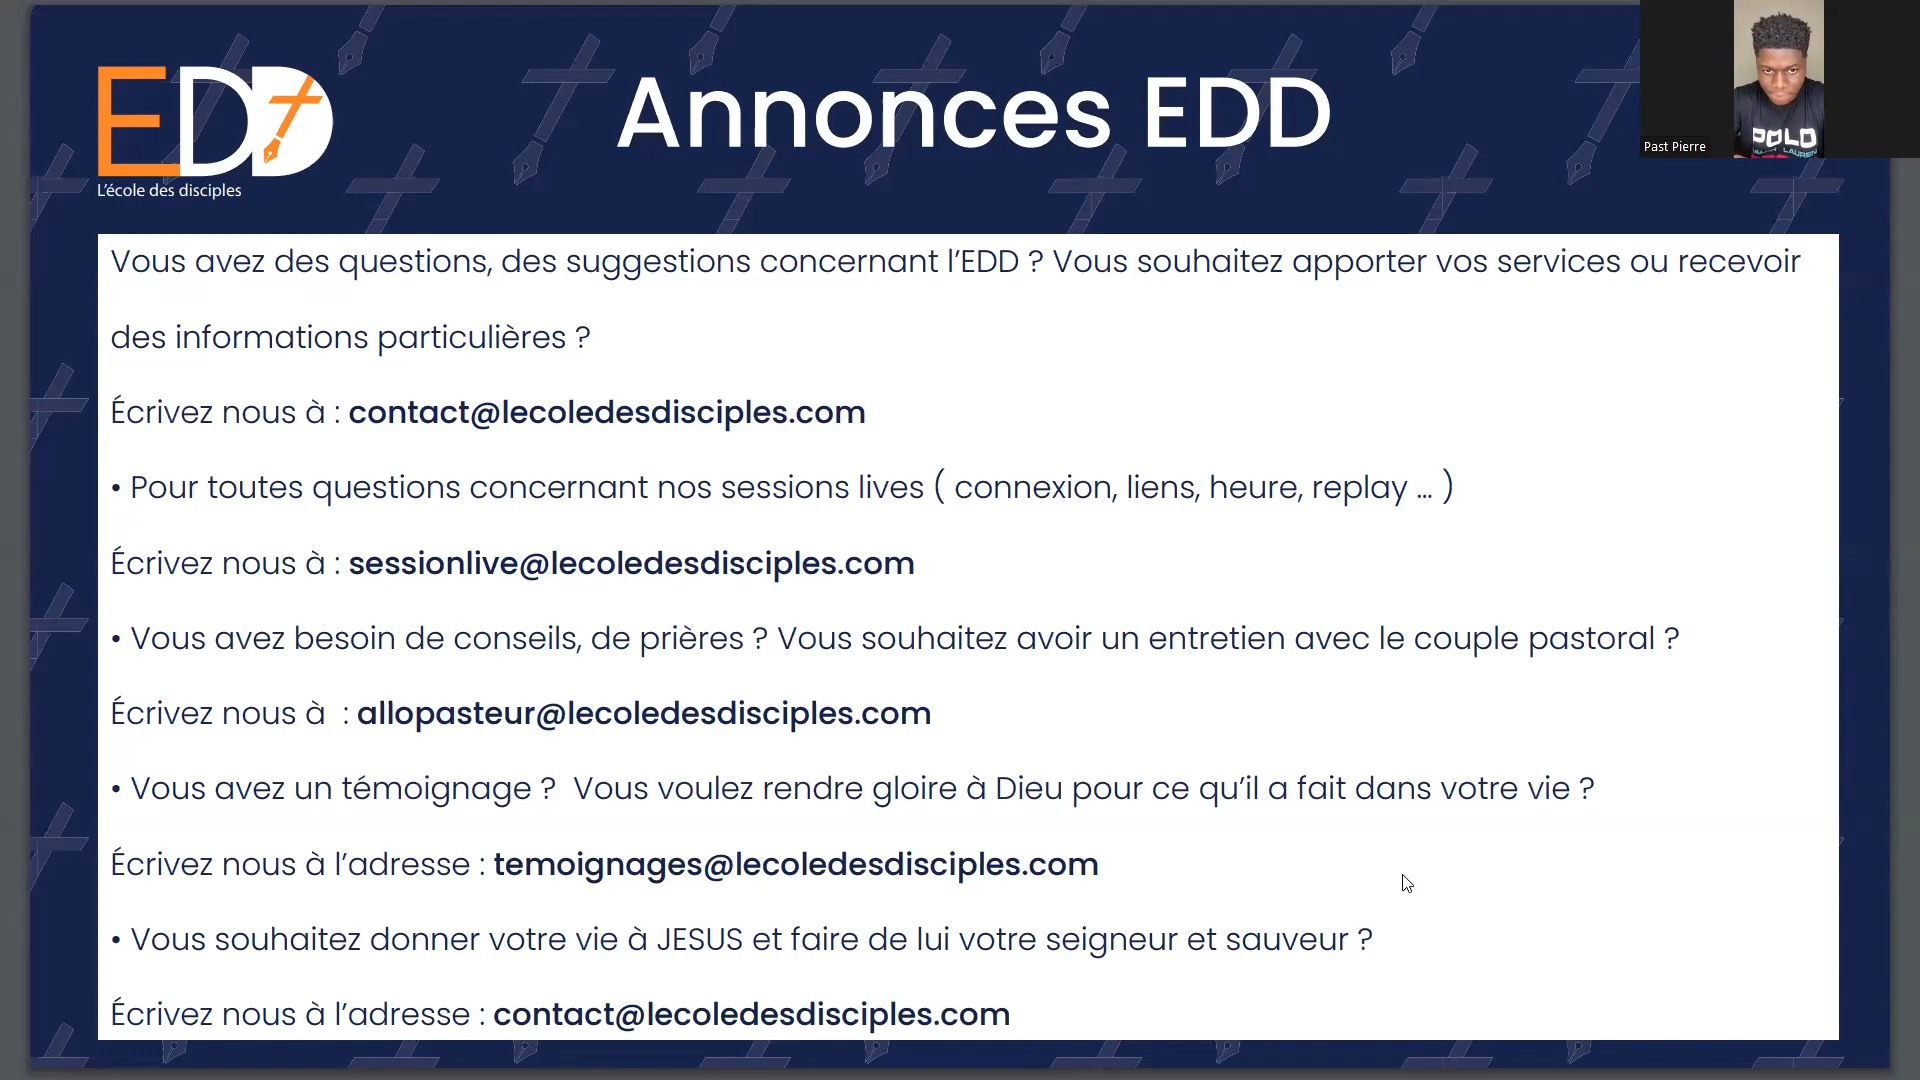 EDD
L'école des disciples
Annonces EDD
Past Pierre
POLO
RALPH LAUREN
Vous avez des questions, des suggestions concernant l'EDD ? Vous souhaitez apporter vos services ou recevoir
des informations particulières ?
Écrivez nous à : contact@lecoledesdisciples.com
• Pour toutes questions concernant nos sessions lives ( connexion, liens, heure, replay ... )
Écrivez nous à : sessionlive@lecoledesdisciples.com
• Vous avez besoin de conseils, de prières ? Vous souhaitez avoir un entretien avec le couple pastoral ?
Écrivez nous à  : allopasteur@lecoledesdisciples.com
• Vous avez un témoignage ?  Vous voulez rendre gloire à Dieu pour ce qu'il a fait dans votre vie ?
Écrivez nous à l'adresse : temoignages@lecoledesdisciples.com
• Vous souhaitez donner votre vie à JESUS et faire de lui votre seigneur et sauveur ?
Écrivez nous à l'adresse : contact@lecoledesdisciples.com